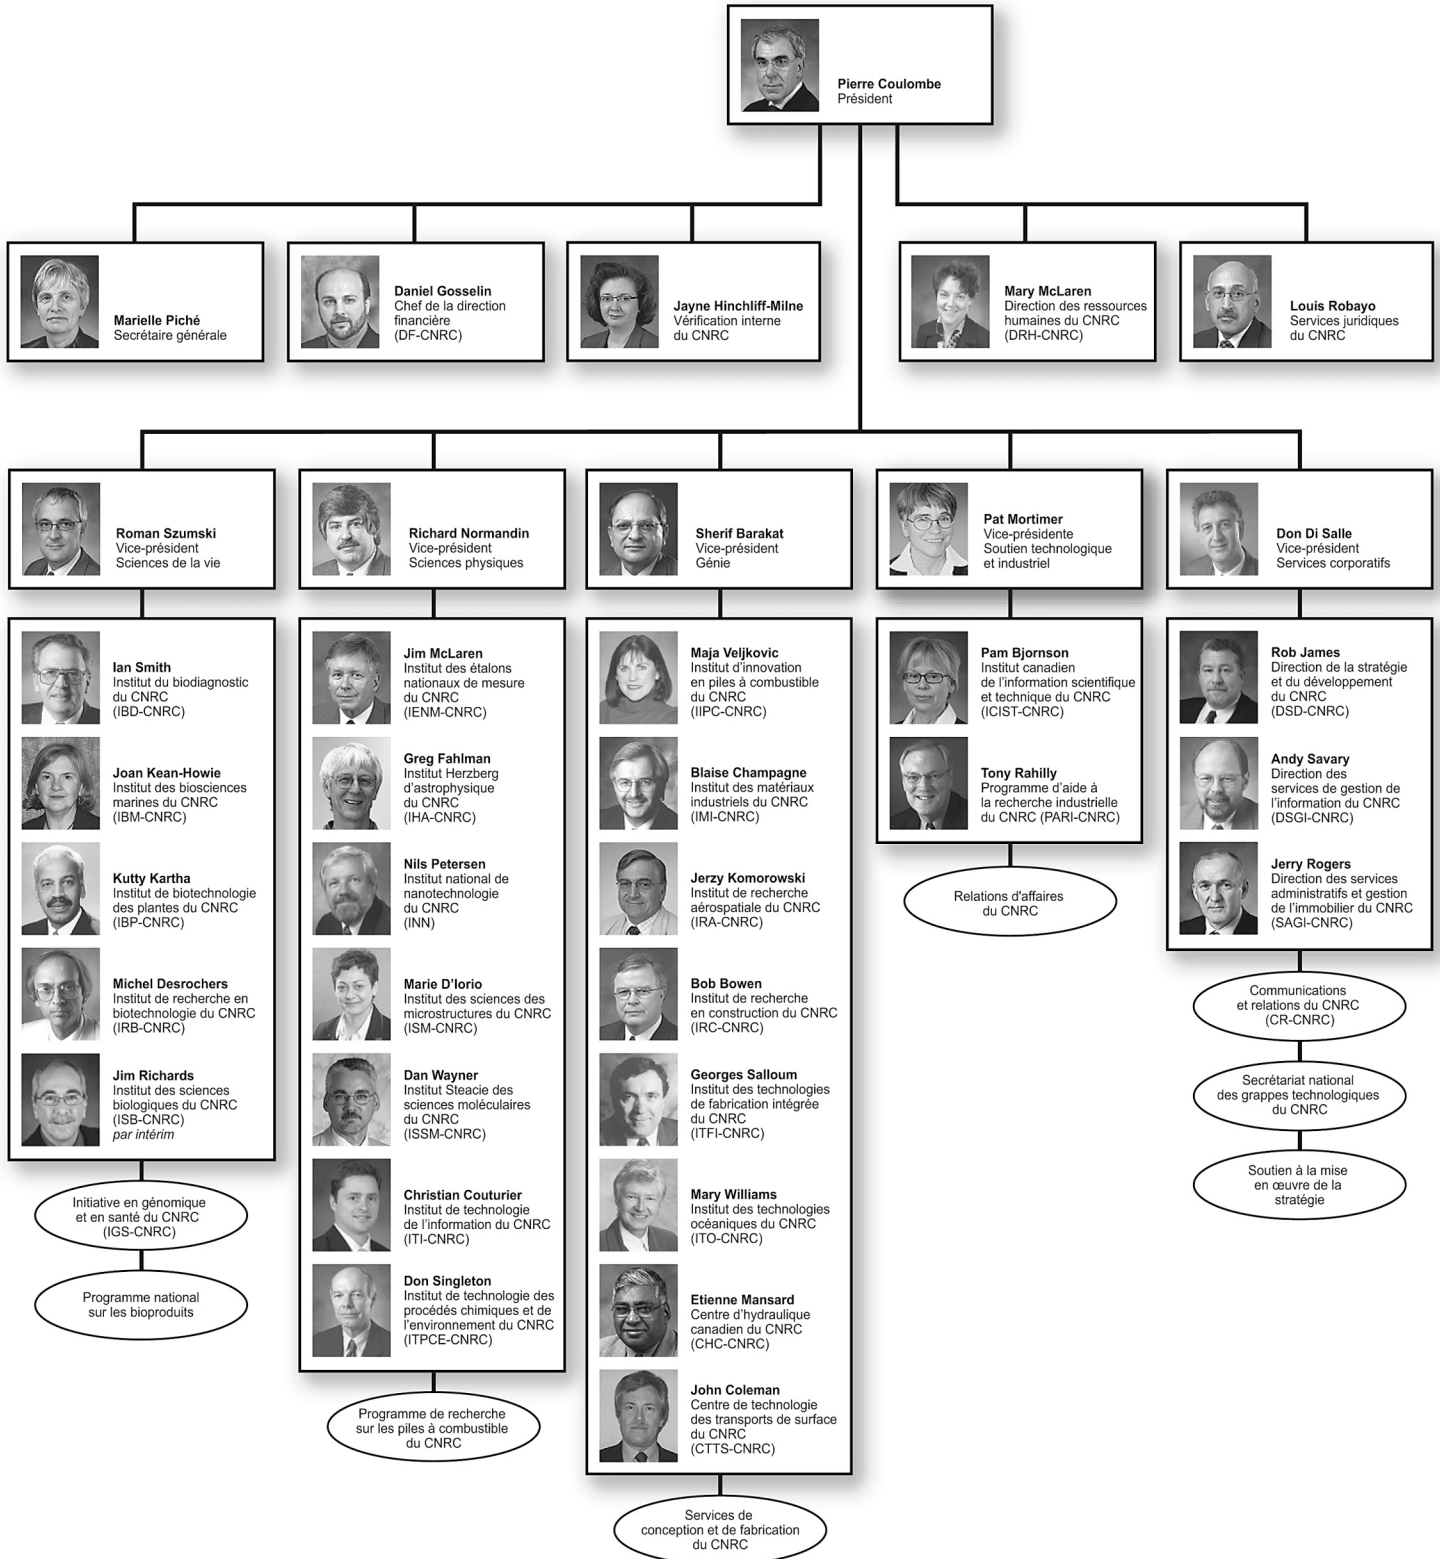 Pierre Coulombe
Président
Marielle Piché
Secrétaire générale
Daniel Gosselin
Chef de la direction
financière
(DF-CNRC)
Jayne Hinchliff-Milne
Vérification interne
du CNRC
Mary McLaren
Direction des ressources
humaines du CNRC
(DRH-CNRC)
Louis Robayo
Services juridiques
du CNRC
Roman Szumski
Vice-président
Sciences de la vie
Richard Normandin
Vice-président
Sciences physiques
Sherif Barakat
Vice-président
Génie
Pat Mortimer
Vice-présidente
Soutien technologique
et industriel
Don Di Salle
Vice-président
Services corporatifs
Ian Smith
Institut du biodiagnostic
du CNRC
(IBD-CNRC)
Joan Kean-Howie
Institut des biosciences
marines du CNRC
(IBM-CNRC)
Kutty Kartha
Institut de biotechnologie
des plantes du CNRC
(IBP-CNRC)
Michel Desrochers
Institut de recherche en
biotechnologie du CNRC
(IRB-CNRC)
Jim Richards
Institut des sciences
biologiques du CNRC
(ISB-CNRC)
par intérim
Initiative en génomique
et en santé du CNRC
(IGS-CNRC)
Programme national
sur les bioproduits
Jim McLaren
Institut des étalons
nationaux de mesure
du CNRC
(IENM-CNRC)
Greg Fahlman
Institut Herzberg
d'astrophysique
du CNRC
(IHA-CNRC)
Nils Petersen
Institut national de
nanotechnologie
du CNRC
(INN)
Marie D'Iorio
Institut des sciences des
microstructures du CNRC
(ISM-CNRC)
Dan Wayner
Institut Steacie des
sciences moléculaires
du CNRC
(ISSM-CNRC)
Christian Couturier
Institut de technologie
de l'information du CNRC
(ITI-CNRC)
Don Singleton
Institut de technologie des
procédés chimiques et de
l'environnement du CNRC
(ITPCE-CNRC)
Programme de recherche
sur les piles à combustible
du CNRC
Maja Veljkovic
Institut d'innovation
en piles à combustible
du CNRC
(IIPC-CNRC)
Blaise Champagne
Institut des matériaux
industriels du CNRC
(IMI-CNRC)
Jerzy Komorowski
Institut de recherche
aérospatiale du CNRC
(IRA-CNRC)
Bob Bowen
Institut de recherche
en construction du CNRC
(IRC-CNRC)
Georges Salloum
Institut des technologies
de fabrication intégrée
du CNRC
(ITFI-CNRC)
Mary Williams
Institut des technologies
océaniques du CNRC
(ITO-CNRC)
Etienne Mansard
Centre d'hydraulique
canadien du CNRC
(CHC-CNRC)
John Coleman
Centre de technologie
des transports de surface
du CNRC
(CTTS-CNRC)
Services de
conception et de fabrication
du CNRC
Pam Bjornson
Institut canadien
de l'information scientifique
et technique du CNRC
(ICIST-CNRC)
Tony Rahilly
Programme d'aide à
la recherche industrielle
du CNRC (PARI-CNRC)
Relations d'affaires
du CNRC
Rob James
Direction de la stratégie
et du développement
du CNRC
(DSD-CNRC)
Andy Savary
Direction des
services de gestion de
l'information du CNRC
(DSGI-CNRC)
Jerry Rogers
Direction des services
administratifs et gestion
de l'immobilier du CNRC
(SAGI-CNRC)
Communications
et relations du CNRC
(CR-CNRC)
Secrétariat national
des grappes technologiques
du CNRC
Soutien à la mise
en œuvre de la
stratégie